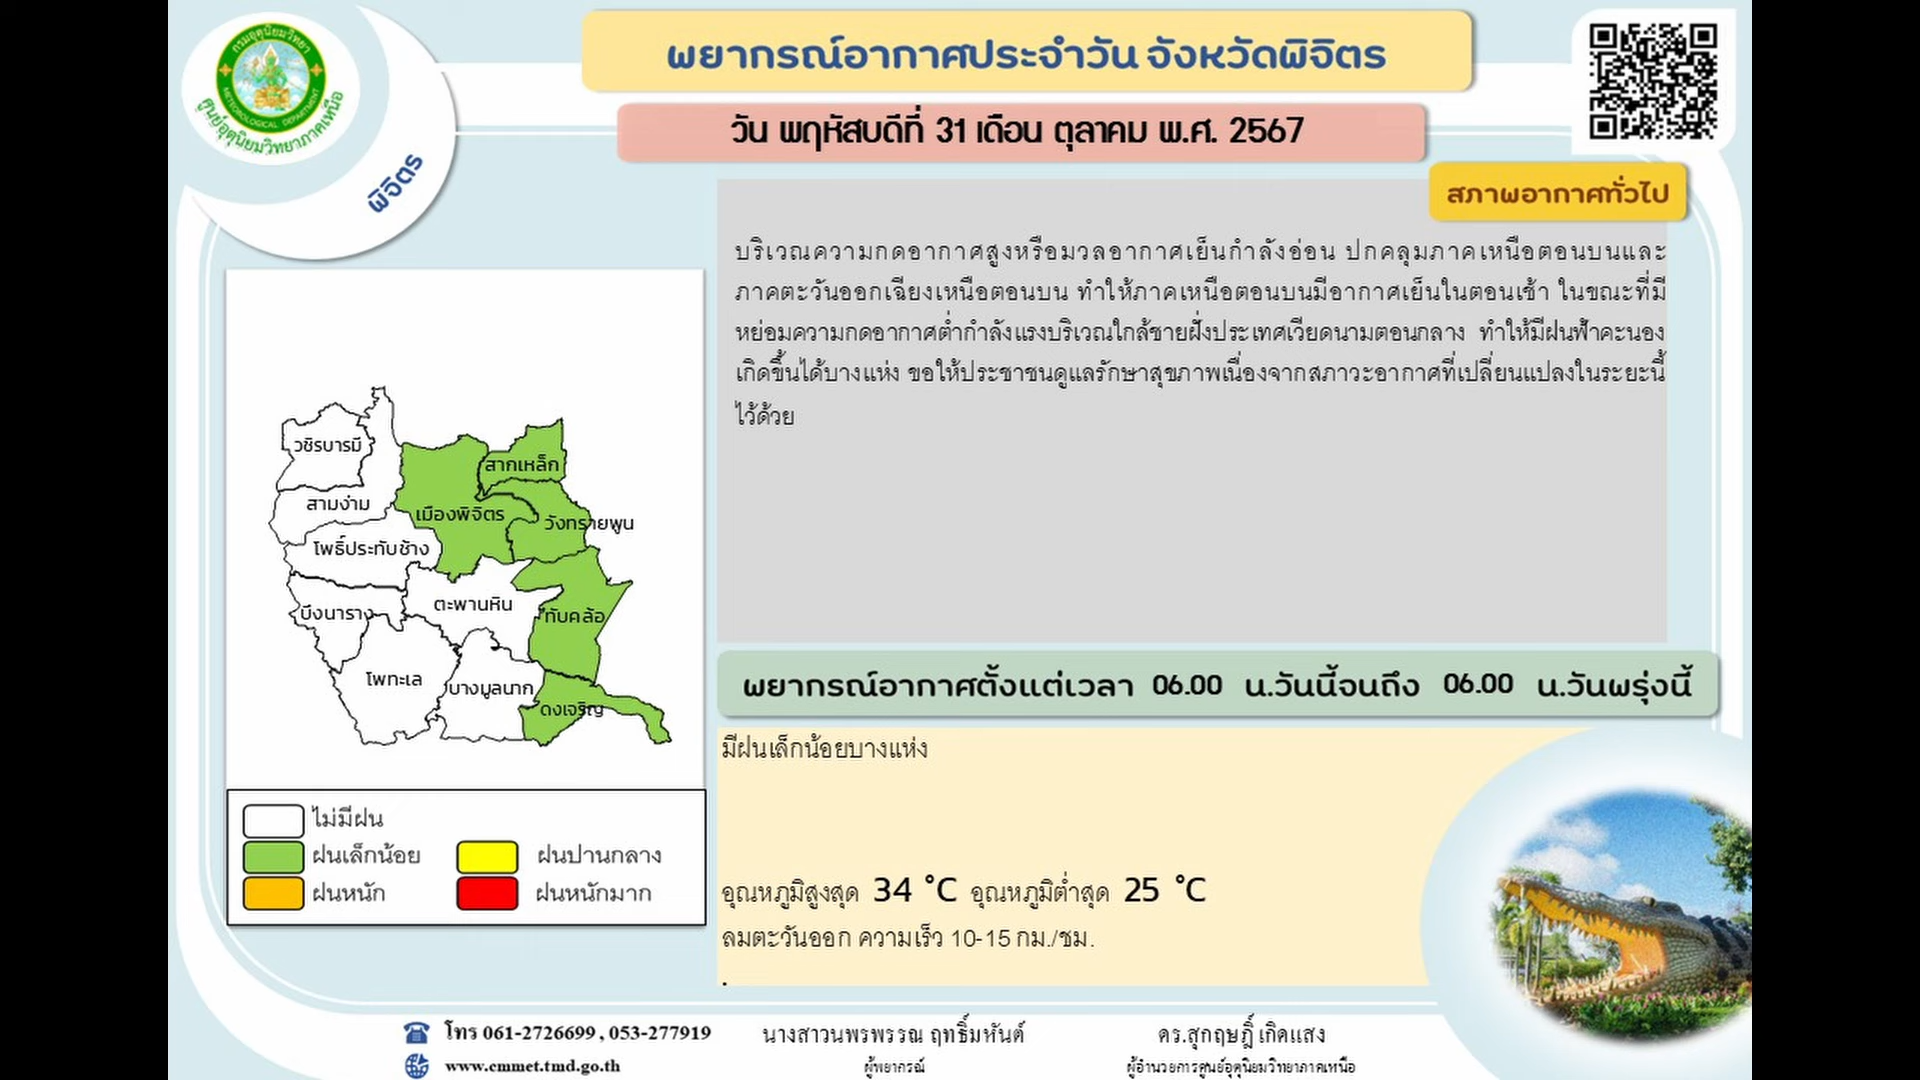 กรมอุตุนิยมวิทยา
METEOROLOGICAL DEPARTMENT
ศูนย์อุตุนิยมวิทยาภาคเหนือ
พิจิตร
พยากรณ์อากาศประจำวัน จังหวัดพิจิตร
วัน พฤหัสบดีที่ 31 เดือน ตุลาคม พ.ศ. 2567
สภาพอากาศทั่วไป
บริเวณความกดอากาศสูงหรือมวลอากาศเย็นกำลังอ่อน ปกคลุมภาคเหนือตอนบนและ
ภาคตะวันออกเฉียงเหนือตอนบน ทำให้ภาคเหนือตอนบนมีอากาศเย็นในตอนเช้า ในขณะที่มี
หย่อมความกดอากาศต่ำกำลังแรงบริเวณใกล้ชายฝั่งประเทศเวียดนามตอนกลาง ทำให้มีฝนฟ้าคะนอง
เกิดขึ้นได้บางแห่ง ขอให้ประชาชนดูแลรักษาสุขภาพเนื่องจากสภาวะอากาศที่เปลี่ยนแปลงในระยะนี้
ไว้ด้วย
วชิรบารมี
สากเหล็ก
สามง่าม
เมืองพิจิตร
วังทรายพูน
โพธิ์ประทับช้าง
ตะพานหิน
บึงนาราง
ทับคล้อ
โพทะเล
บางมูลนาก
ดงเจริญ
ไม่มีฝน
ฝนเล็กน้อย
ฝนปานกลาง
ฝนหนัก
ฝนหนักมาก
พยากรณ์อากาศตั้งแต่เวลา 06.00 น.วันนี้จนถึง 06.00 น.วันพรุ่งนี้
มีฝนเล็กน้อยบางแห่ง
อุณหภูมิสูงสุด 34 °C อุณหภูมิต่ำสุด 25 °C
ลมตะวันออก ความเร็ว 10-15 กม./ชม.
.
โทร 061-2726699 , 053-277919
www.cmmet.tmd.go.th
นางสาวนพรพรรณ ฤทธิ์มหันต์
ผู้พยากรณ์
ดร.สุกฤษฎิ์ เกิดแสง
ผู้อำนวยการศูนย์อุตุนิยมวิทยาภาคเหนือ